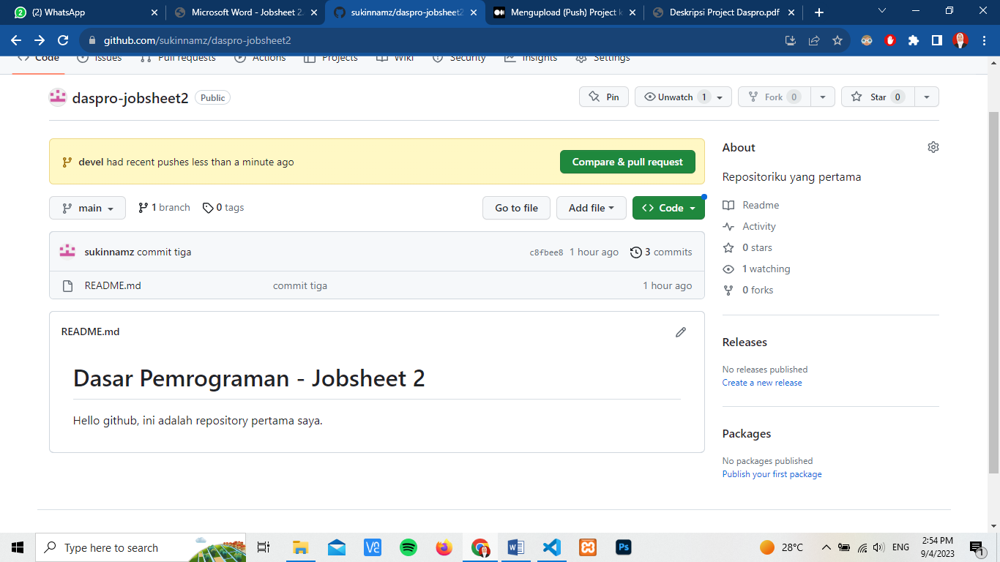 (2) WhatsApp
Microsoft Word - Jobsheet 2.
sukinnamz/daspro-jobsheet2
Mengupload (Push) Project k
Deskripsi Project Daspro.pdf
github.com/sukinnamz/daspro-jobsheet2
Code Issues Pull requests Actions Projects Wiki Security Insights Settings
daspro-jobsheet2 Public
Pin
Unwatch 1
Fork 0
Star 0
devel had recent pushes less than a minute ago
Compare & pull request
main
1 branch
0 tags
Go to file
Add file
Code
sukinnamz commit tiga
c8fbee8 1 hour ago
3 commits
README.md commit tiga 1 hour ago
README.md
Dasar Pemrograman - Jobsheet 2
Hello github, ini adalah repository pertama saya.
About
Repositoriku yang pertama
Readme
Activity
0 stars
1 watching
0 forks
Releases
No releases published
Create a new release
Packages
No packages published
Publish your first package
Type here to search
Ps
28°C
ENG
2:54 PM
9/4/2023
1